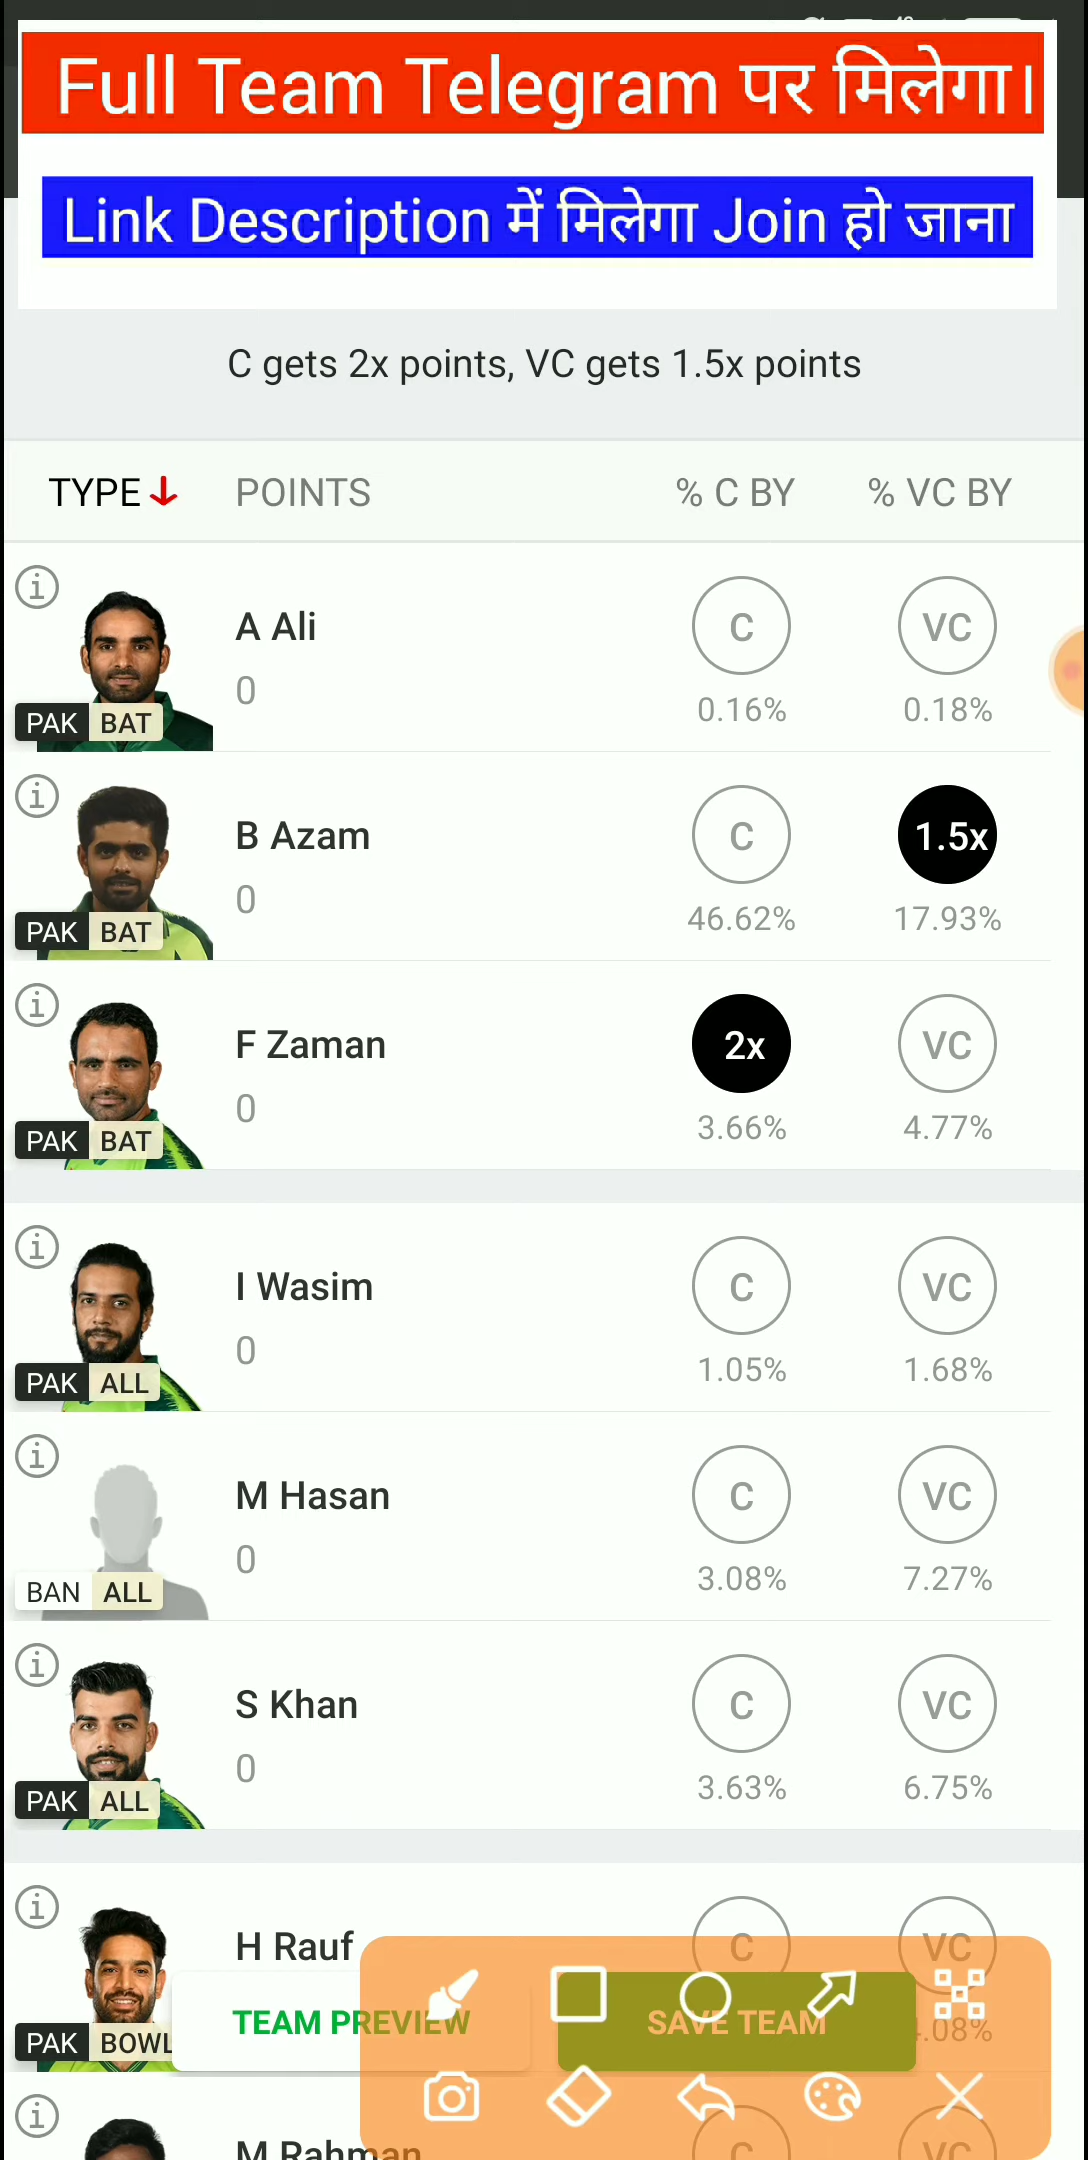 Full Team Telegram पर मिलेगा।
Link Description में मिलेगा Join हो जाना
C gets 2x points, VC gets 1.5x points
TYPE POINTS % C BY % VC BY
A Ali C VC
0 0.16% 0.18%
PAK BAT
B Azam C 1.5x
0 46.62% 17.93%
PAK BAT
F Zaman 2x VC
0 3.66% 4.77%
PAK BAT
I Wasim C VC
0 1.05% 1.68%
PAK ALL
M Hasan C VC
0 3.08% 7.27%
BAN ALL
S Khan C VC
0 3.63% 6.75%
PAK ALL
H Rauf C VC
PAK BOWL TEAM PREVIEW SAVE TEAM
M Rahman C VC